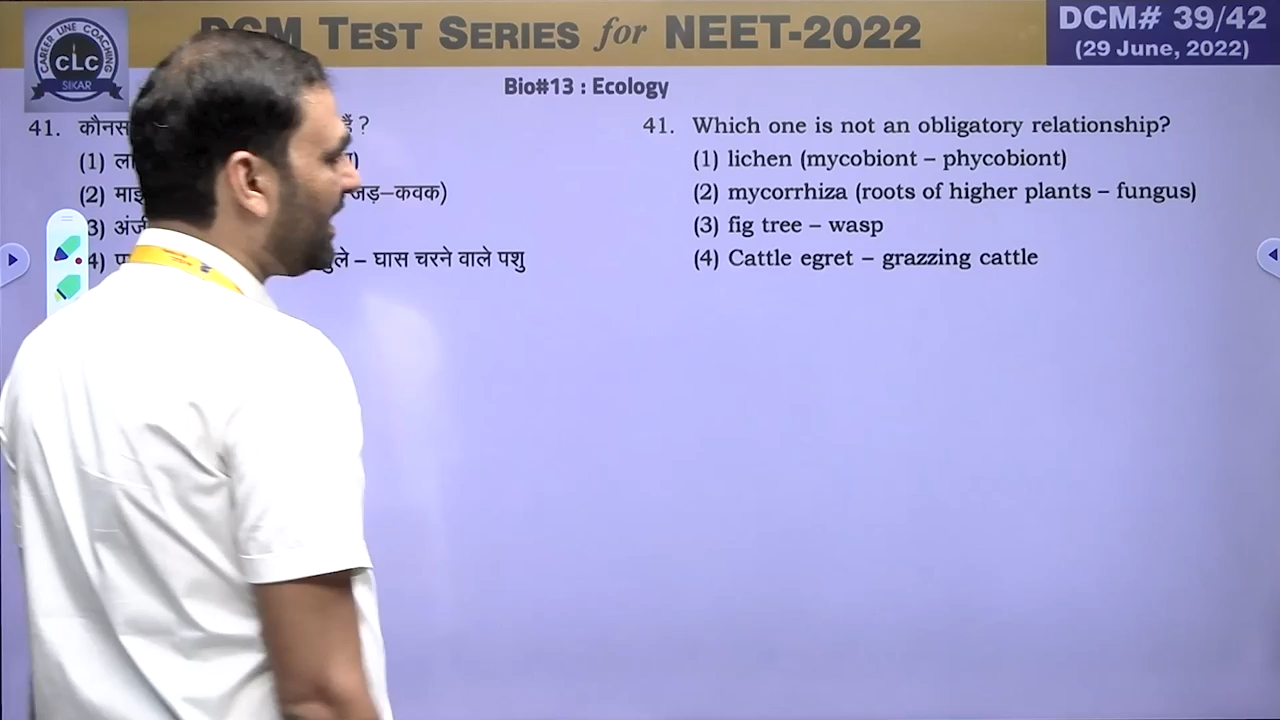 DCM TEST SERIES for NEET-2022
DCM# 39/42
(29 June, 2022)
CAREER LINE COACHING
CLC
SIKAR
Bio#13 : Ecology
41. हैं ?
(1)
(2) जड़–कवक)
3)
4) – घास चरने वाले पशु
41. Which one is not an obligatory relationship?
(1) lichen (mycobiont – phycobiont)
(2) mycorrhiza (roots of higher plants – fungus)
(3) fig tree – wasp
(4) Cattle egret – grazzing cattle